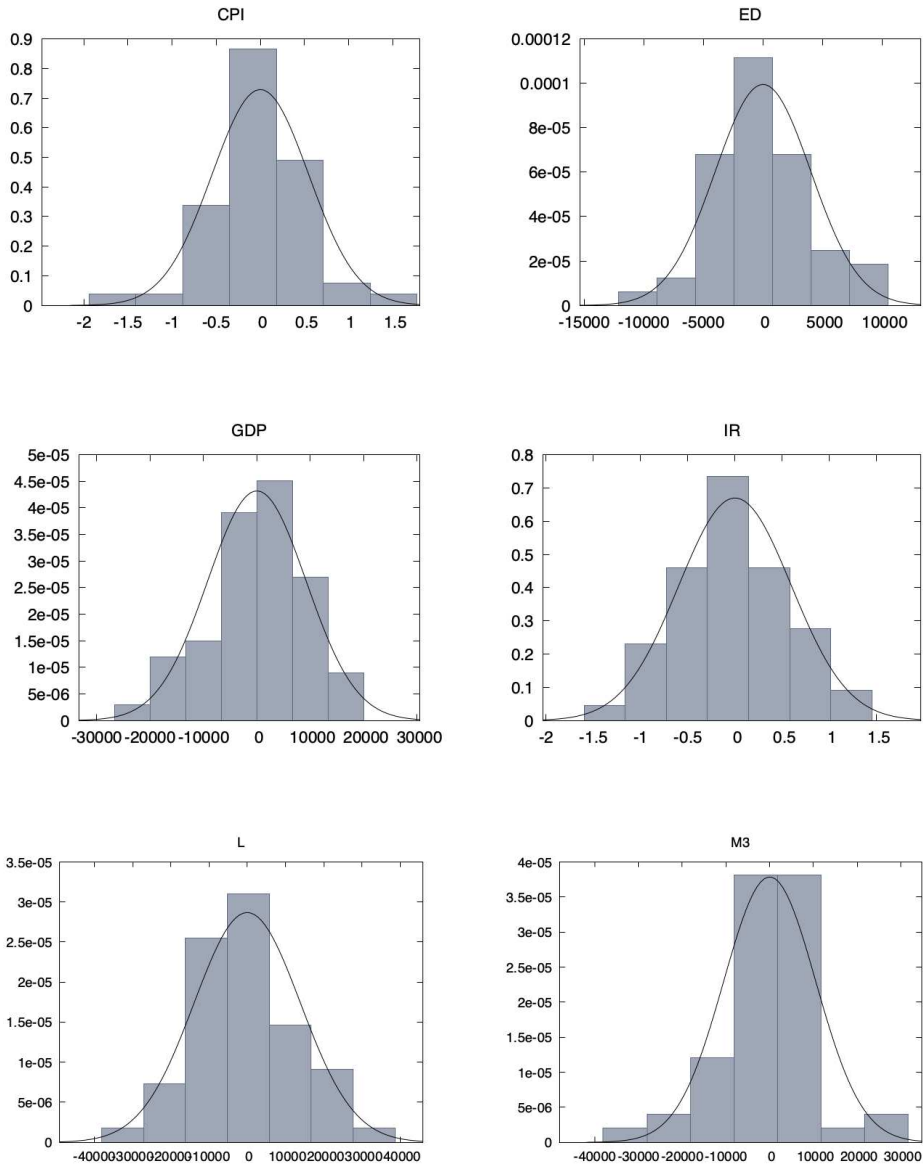 CPI
0.9
0.8
0.7
0.6
0.5
0.4
0.3
0.2
0.1
0
-2 -1.5 -1 -0.5 0 0.5 1 1.5
ED
0.00012
0.0001
8e-05
6e-05
4e-05
2e-05
0
-15000 -10000 -5000 0 5000 10000
GDP
5e-05
4.5e-05
4e-05
3.5e-05
3e-05
2.5e-05
2e-05
1.5e-05
1e-05
5e-06
0
-30000 -20000 -10000 0 10000 20000 30000
IR
0.8
0.7
0.6
0.5
0.4
0.3
0.2
0.1
0
-2 -1.5 -1 -0.5 0 0.5 1 1.5
L
3.5e-05
3e-05
2.5e-05
2e-05
1.5e-05
1e-05
5e-06
0
-40000 -30000 -20000 -10000 0 10000 20000 30000 40000
M3
4e-05
3.5e-05
3e-05
2.5e-05
2e-05
1.5e-05
1e-05
5e-06
0
-40000 -30000 -20000 -10000 0 10000 20000 30000